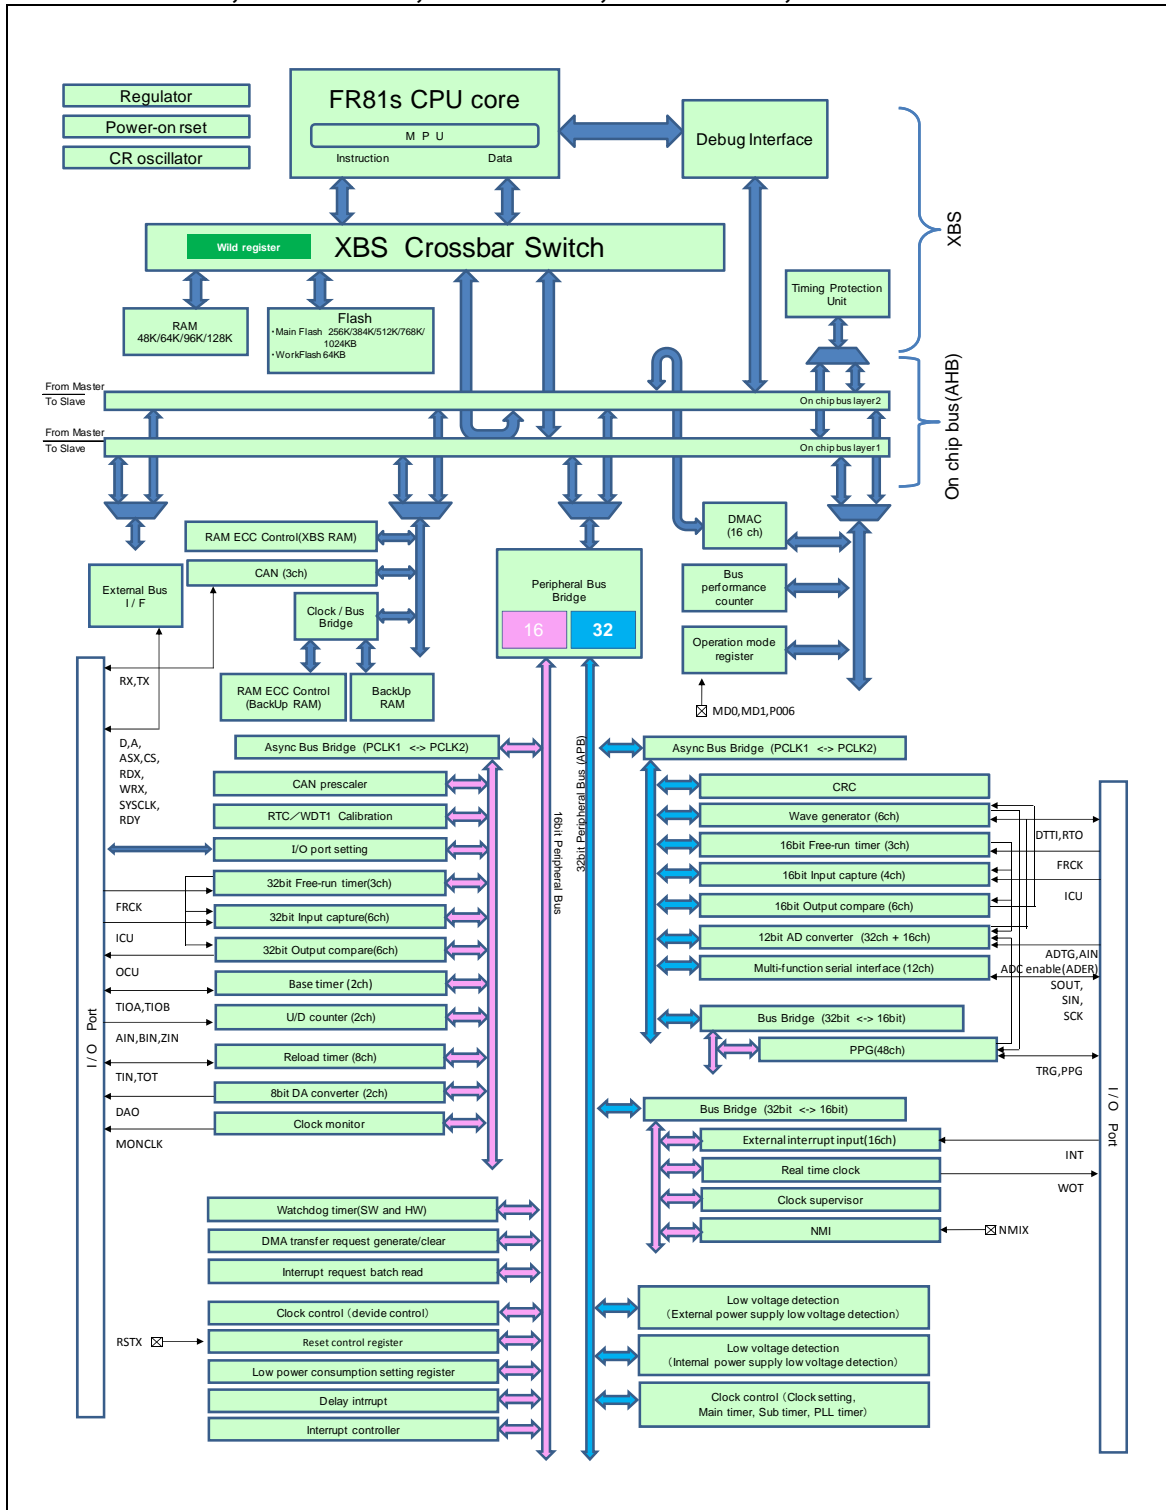 Regulator
Power-on rset
CR oscillator
FR81s CPU core
M P U
Instruction
Data
Debug Interface
XBS
Wild register
XBS Crossbar Switch
Timing Protection
Unit
RAM
48K/64K/96K/128K
Flash
・Main Flash 256K/384K/512K/768K/
1024KB
・WorkFlash 64KB
On chip bus(AHB)
From Master
To Slave
On chip bus layer2
From Master
To Slave
On chip bus layer1
RAM ECC Control(XBS RAM)
CAN (3ch)
External Bus
I / F
Clock / Bus
Bridge
RAM ECC Control
(BackUp RAM)
BackUp
RAM
Peripheral Bus
Bridge
16
32
DMAC
(16 ch)
Bus
performance
counter
Operation mode
register
MD0,MD1,P006
RX,TX
D,A,
ASX,CS,
RDX,
WRX,
SYSCLK,
RDY
I / O Port
Async Bus Bridge (PCLK1 <-> PCLK2)
CAN prescaler
RTC／WDT1 Calibration
I/O port setting
32bit Free-run timer(3ch)
FRCK
32bit Input capture(6ch)
ICU
32bit Output compare(6ch)
OCU
Base timer (2ch)
TIOA,TIOB
U/D counter (2ch)
AIN,BIN,ZIN
Reload timer (8ch)
TIN,TOT
8bit DA converter (2ch)
DAO
Clock monitor
MONCLK
16bit Peripheral Bus
32bit Peripheral Bus (APB)
Async Bus Bridge (PCLK1 <-> PCLK2)
CRC
Wave generator (6ch)
DTTI,RTO
16bit Free-run timer (3ch)
FRCK
16bit Input capture (4ch)
ICU
16bit Output compare (6ch)
12bit AD converter (32ch + 16ch)
ADTG,AIN
ADC enable(ADER)
Multi-function serial interface (12ch)
SOUT,
SIN,
SCK
Bus Bridge (32bit <-> 16bit)
PPG(48ch)
TRG,PPG
I / O Port
Bus Bridge (32bit <-> 16bit)
External interrupt input(16ch)
INT
Real time clock
WOT
Clock supervisor
NMI
NMIX
Watchdog timer(SW and HW)
DMA transfer request generate/clear
Interrupt request batch read
Clock control（devide control）
RSTX
Reset control register
Low power consumption setting register
Delay intrrupt
Interrupt controller
Low voltage detection
（External power supply low voltage detection）
Low voltage detection
（Internal power supply low voltage detection）
Clock control（Clock setting,
Main timer, Sub timer, PLL timer）